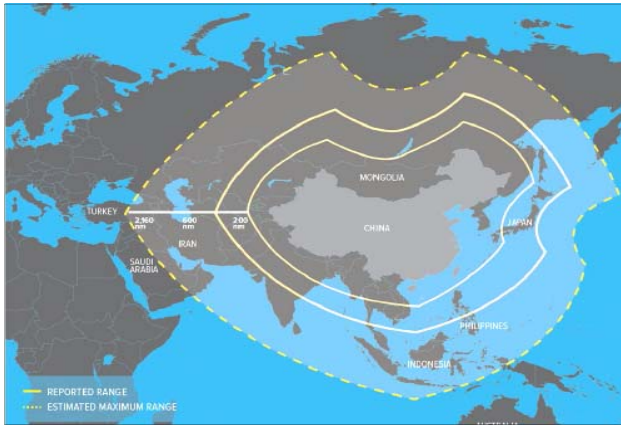 MONGOLIA
TURKEY
CHINA
JAPAN
2,160
nm
600
nm
200
nm
IRAN
SAUDI
ARABIA
PHILIPPINES
INDONESIA
REPORTED RANGE
ESTIMATED MAXIMUM RANGE
AUSTRALIA